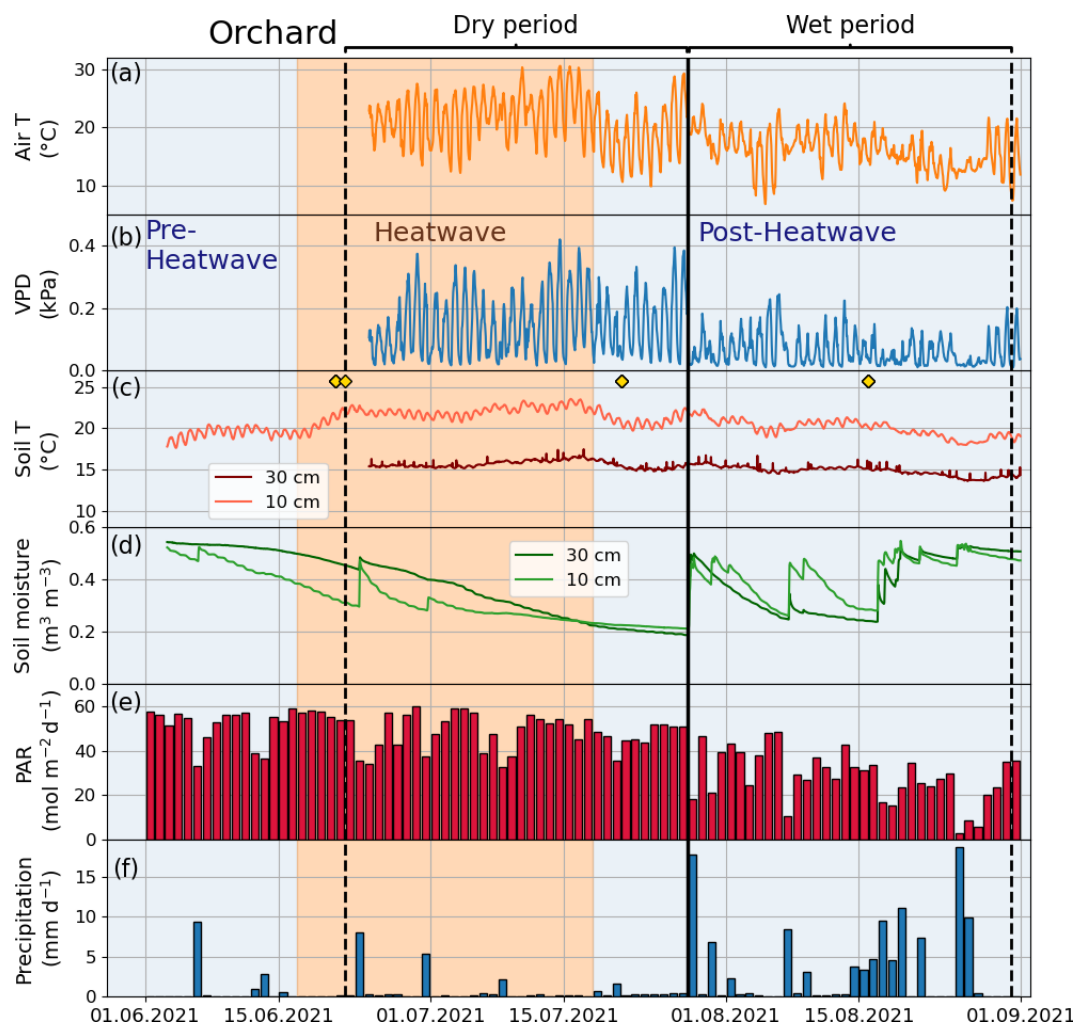 Orchard
Dry period
Wet period
(a)
30
20
10
Air T
(°C)
(b)
Pre-
Heatwave
Heatwave
Post-Heatwave
0.4
0.2
0.0
VPD
(kPa)
(c)
25
20
15
10
Soil T
(°C)
30 cm
10 cm
(d)
0.6
0.4
0.2
0.0
Soil moisture
(m³ m⁻³)
30 cm
10 cm
(e)
60
40
20
0
PAR
(mol m⁻² d⁻¹)
(f)
15
10
5
0
Precipitation
(mm d⁻¹)
01.06.2021
15.06.2021
01.07.2021
15.07.2021
01.08.2021
15.08.2021
01.09.2021